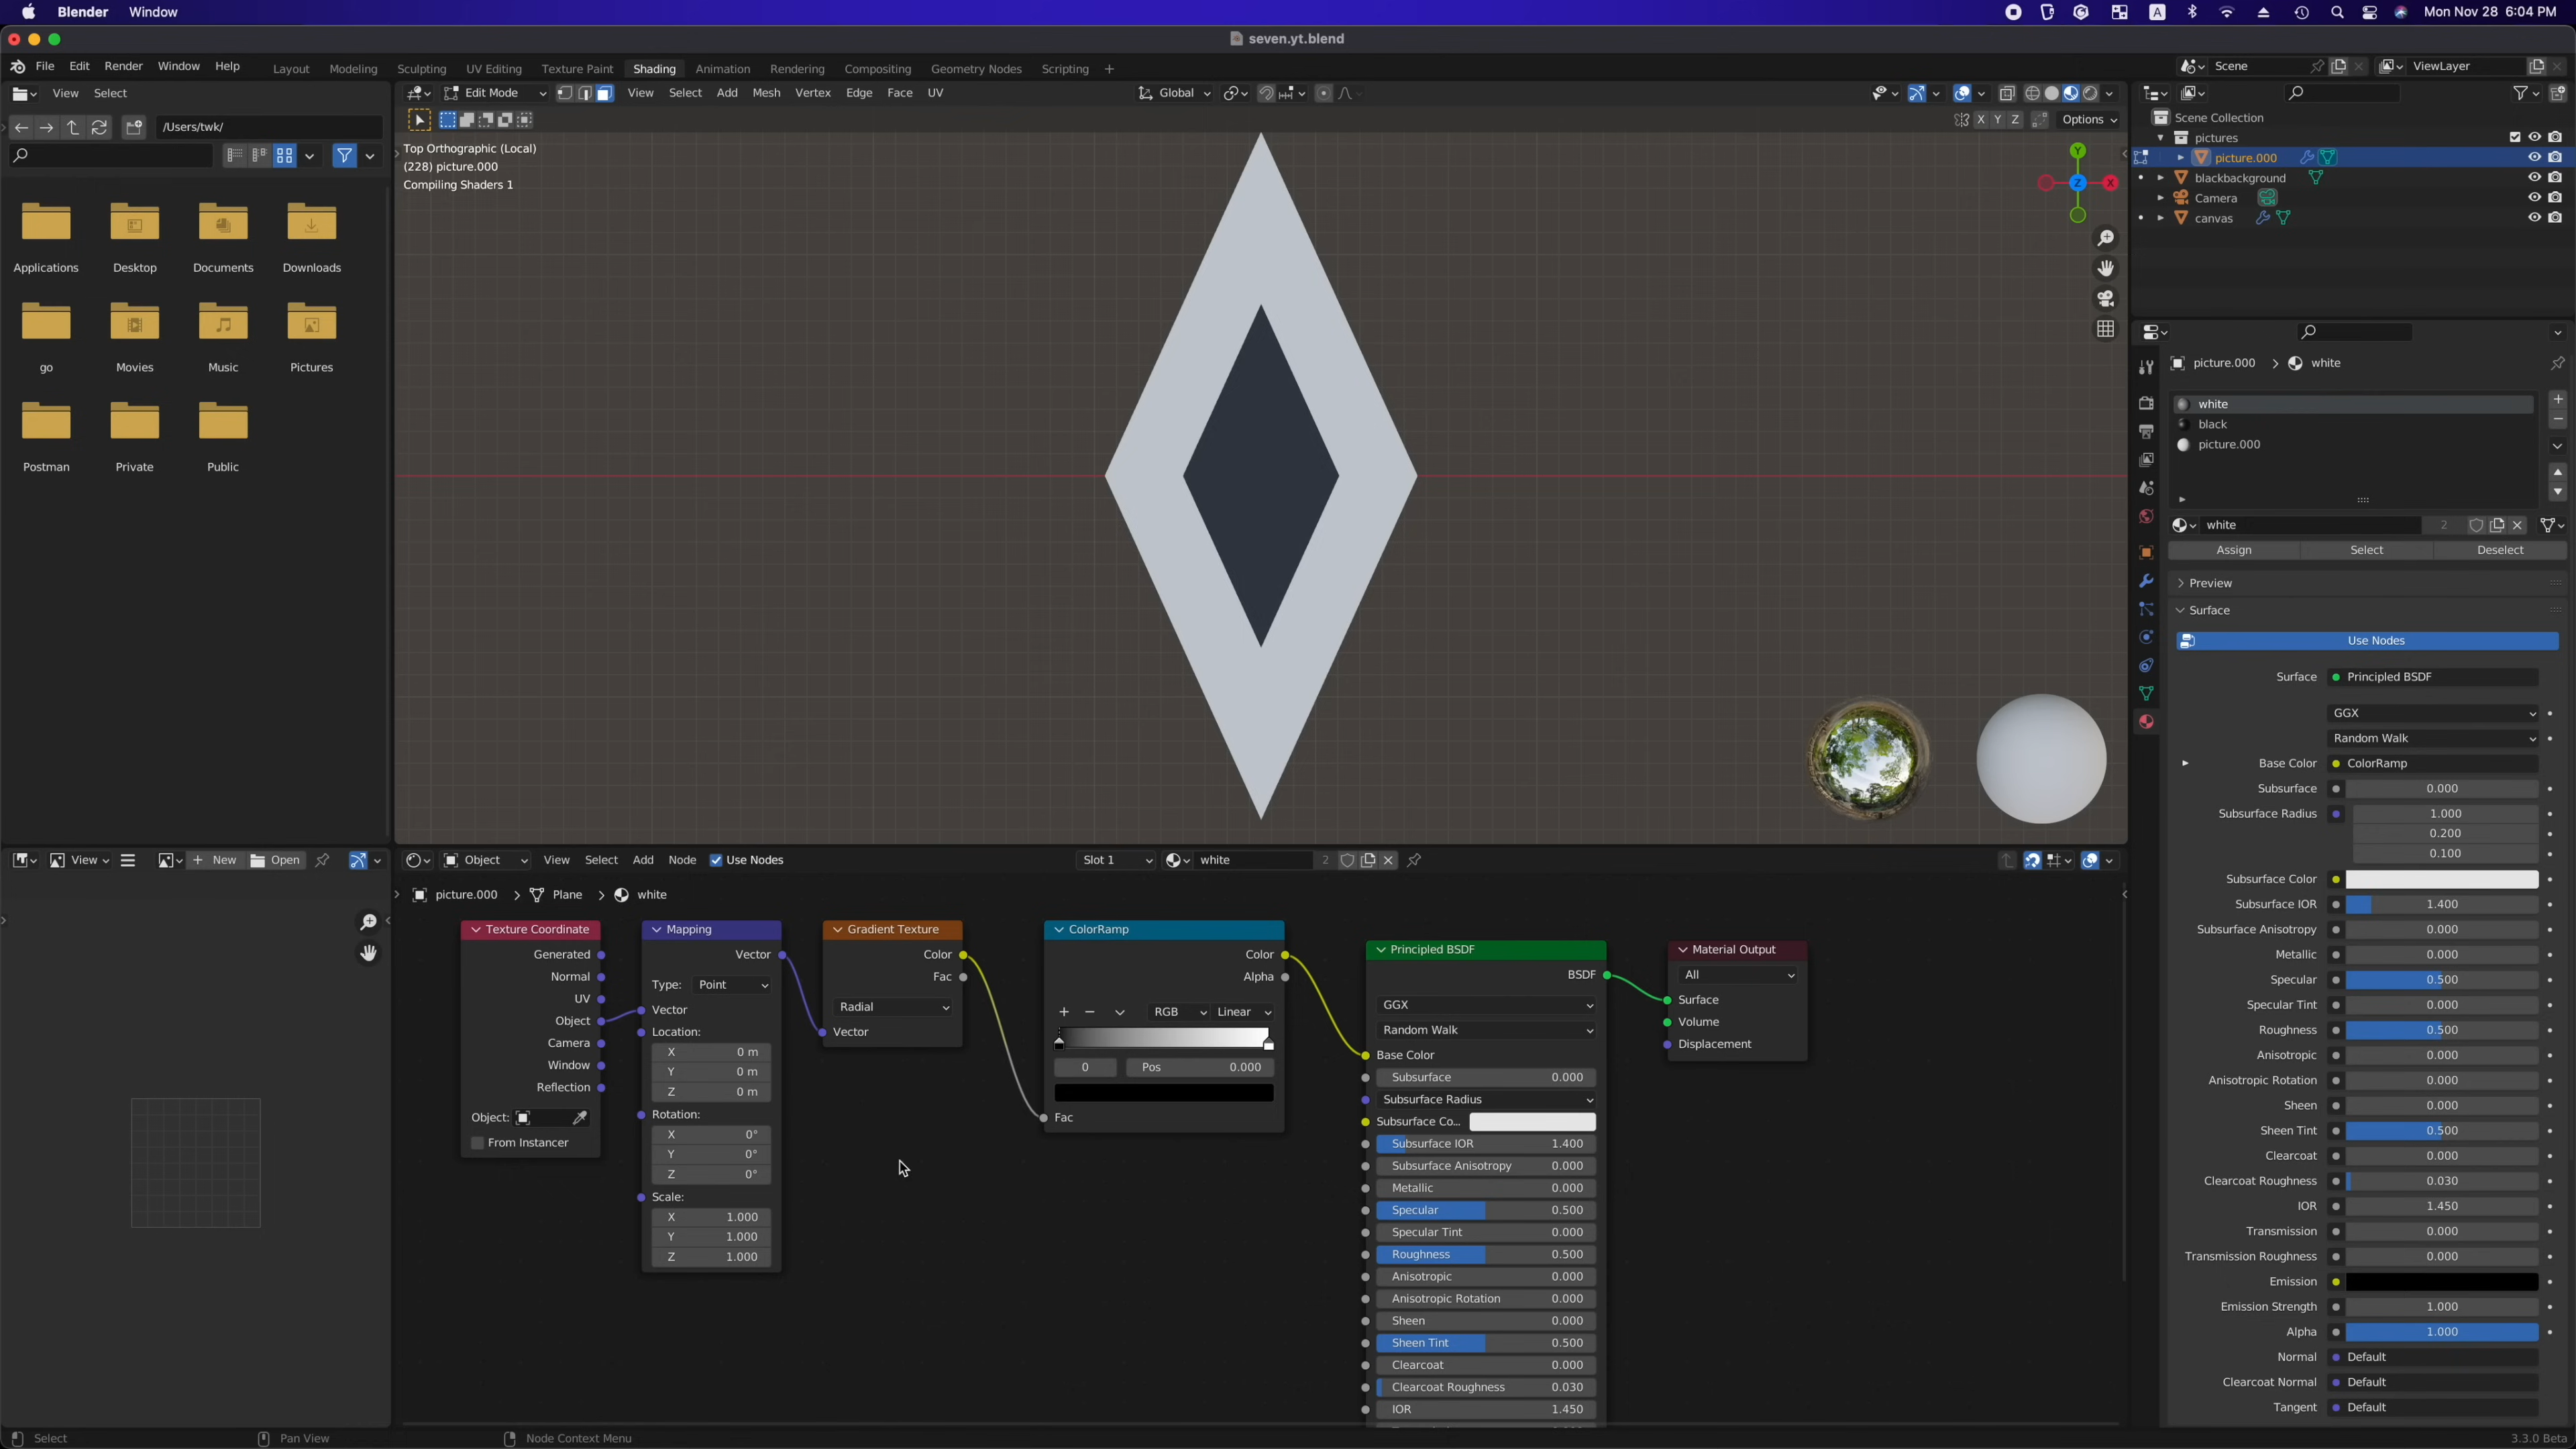 Blender Window Mon Nov 28 6:04 PM
seven.yt.blend
File Edit Render Window Help Layout Modeling Sculpting UV Editing Texture Paint Shading Animation Rendering Compositing Geometry Nodes Scripting + Scene ViewLayer
View Select
/Users/twk/
Applications Desktop Documents Downloads
go Movies Music Pictures
Postman Private Public
Edit Mode View Select Add Mesh Vertex Edge Face UV Global
X Y Z Options
Top Orthographic (Local)
(228) picture.000
Compiling Shaders 1
Y
Z X
Scene Collection
pictures
picture.000
blackbackground
Camera
canvas
picture.000 > white
white
black
picture.000
white 2
Assign Select Deselect
Preview
Surface
Use Nodes
Surface Principled BSDF
GGX
Random Walk
Base Color ColorRamp
Subsurface 0.000
Subsurface Radius 1.000
0.200
0.100
Subsurface Color
Subsurface IOR 1.400
Subsurface Anisotropy 0.000
Metallic 0.000
Specular 0.500
Specular Tint 0.000
Roughness 0.500
Anisotropic 0.000
Anisotropic Rotation 0.000
Sheen 0.000
Sheen Tint 0.500
Clearcoat 0.000
Clearcoat Roughness 0.030
IOR 1.450
Transmission 0.000
Transmission Roughness 0.000
Emission
Emission Strength 1.000
Alpha 1.000
Normal Default
Clearcoat Normal Default
Tangent Default
View + New Open
Object View Select Add Node Use Nodes Slot 1 white 2
picture.000 > Plane > white
Texture Coordinate
Generated
Normal
UV
Object
Camera
Window
Reflection
Object:
From Instancer
Mapping
Vector
Type: Point
Vector
Location:
X 0 m
Y 0 m
Z 0 m
Rotation:
X 0°
Y 0°
Z 0°
Scale:
X 1.000
Y 1.000
Z 1.000
Gradient Texture
Color
Fac
Radial
Vector
ColorRamp
Color
Alpha
+ − RGB Linear
0 Pos 0.000
Fac
Principled BSDF
BSDF
GGX
Random Walk
Base Color
Subsurface 0.000
Subsurface Radius
Subsurface Co...
Subsurface IOR 1.400
Subsurface Anisotropy 0.000
Metallic 0.000
Specular 0.500
Specular Tint 0.000
Roughness 0.500
Anisotropic 0.000
Anisotropic Rotation 0.000
Sheen 0.000
Sheen Tint 0.500
Clearcoat 0.000
Clearcoat Roughness 0.030
IOR 1.450
Material Output
All
Surface
Volume
Displacement
Select Pan View Node Context Menu 3.3.0 Beta